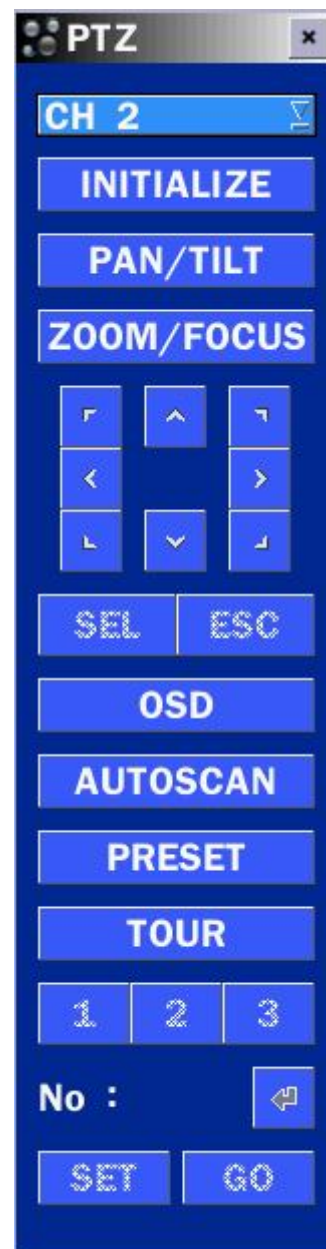 PTZ
CH 2
INITIALIZE
PAN/TILT
ZOOM/FOCUS
SEL ESC
OSD
AUTOSCAN
PRESET
TOUR
1 2 3
No :
SET GO